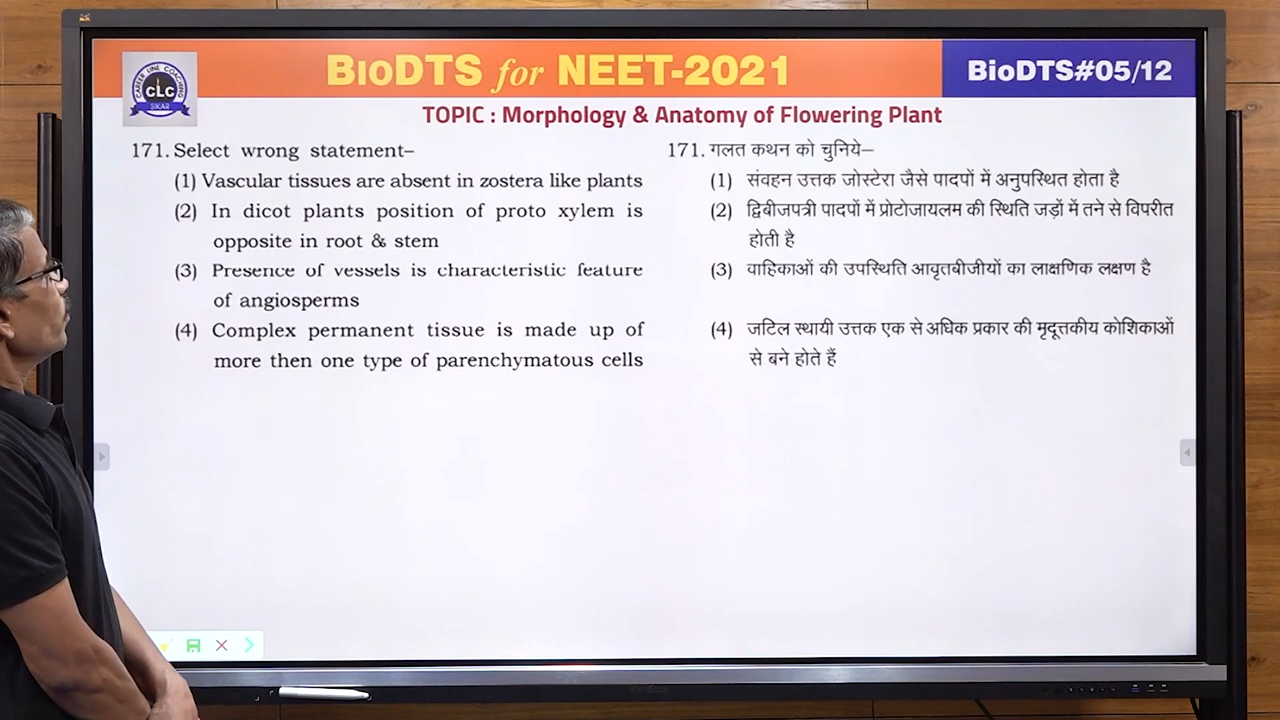 BIODTS for NEET-2021
BioDTS#05/12
CAREER LINE COACHING
CLC
SIKAR
TOPIC : Morphology & Anatomy of Flowering Plant
171. Select wrong statement–
(1) Vascular tissues are absent in zostera like plants
(2) In dicot plants position of proto xylem is
opposite in root & stem
(3) Presence of vessels is characteristic feature
of angiosperms
(4) Complex permanent tissue is made up of
more then one type of parenchymatous cells
171. गलत कथन को चुनिये–
(1) संवहन उत्तक जोस्टेरा जैसे पादपों में अनुपस्थित होता है
(2) द्विबीजपत्री पादपों में प्रोटोजायलम की स्थिति जड़ों में तने से विपरीत
होती है
(3) वाहिकाओं की उपस्थिति आवृतबीजीयों का लाक्षणिक लक्षण है
(4) जटिल स्थायी उत्तक एक से अधिक प्रकार की मृदूत्तकीय कोशिकाओं
से बने होते हैं